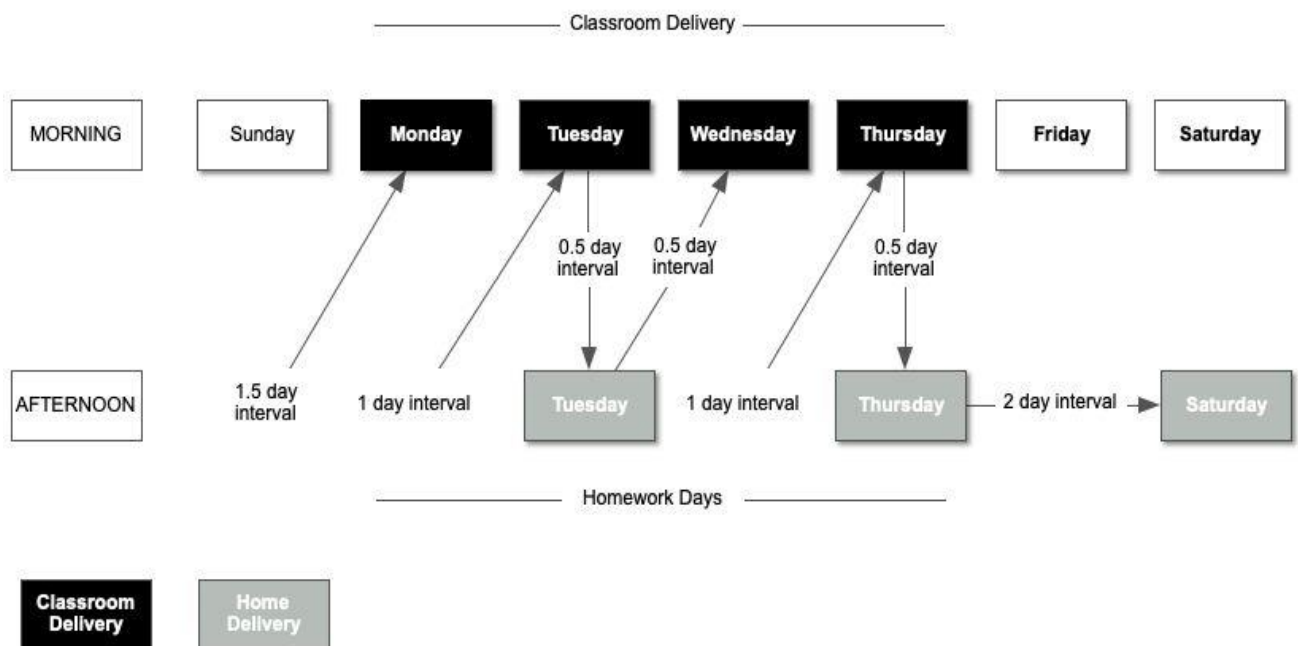 Classroom Delivery
MORNING
Sunday
Monday
Tuesday
Wednesday
Thursday
Friday
Saturday
0.5 day
interval
0.5 day
interval
0.5 day
interval
AFTERNOON
1.5 day
interval
1 day interval
Tuesday
1 day interval
Thursday
2 day interval
Saturday
Homework Days
Classroom
Delivery
Home
Delivery